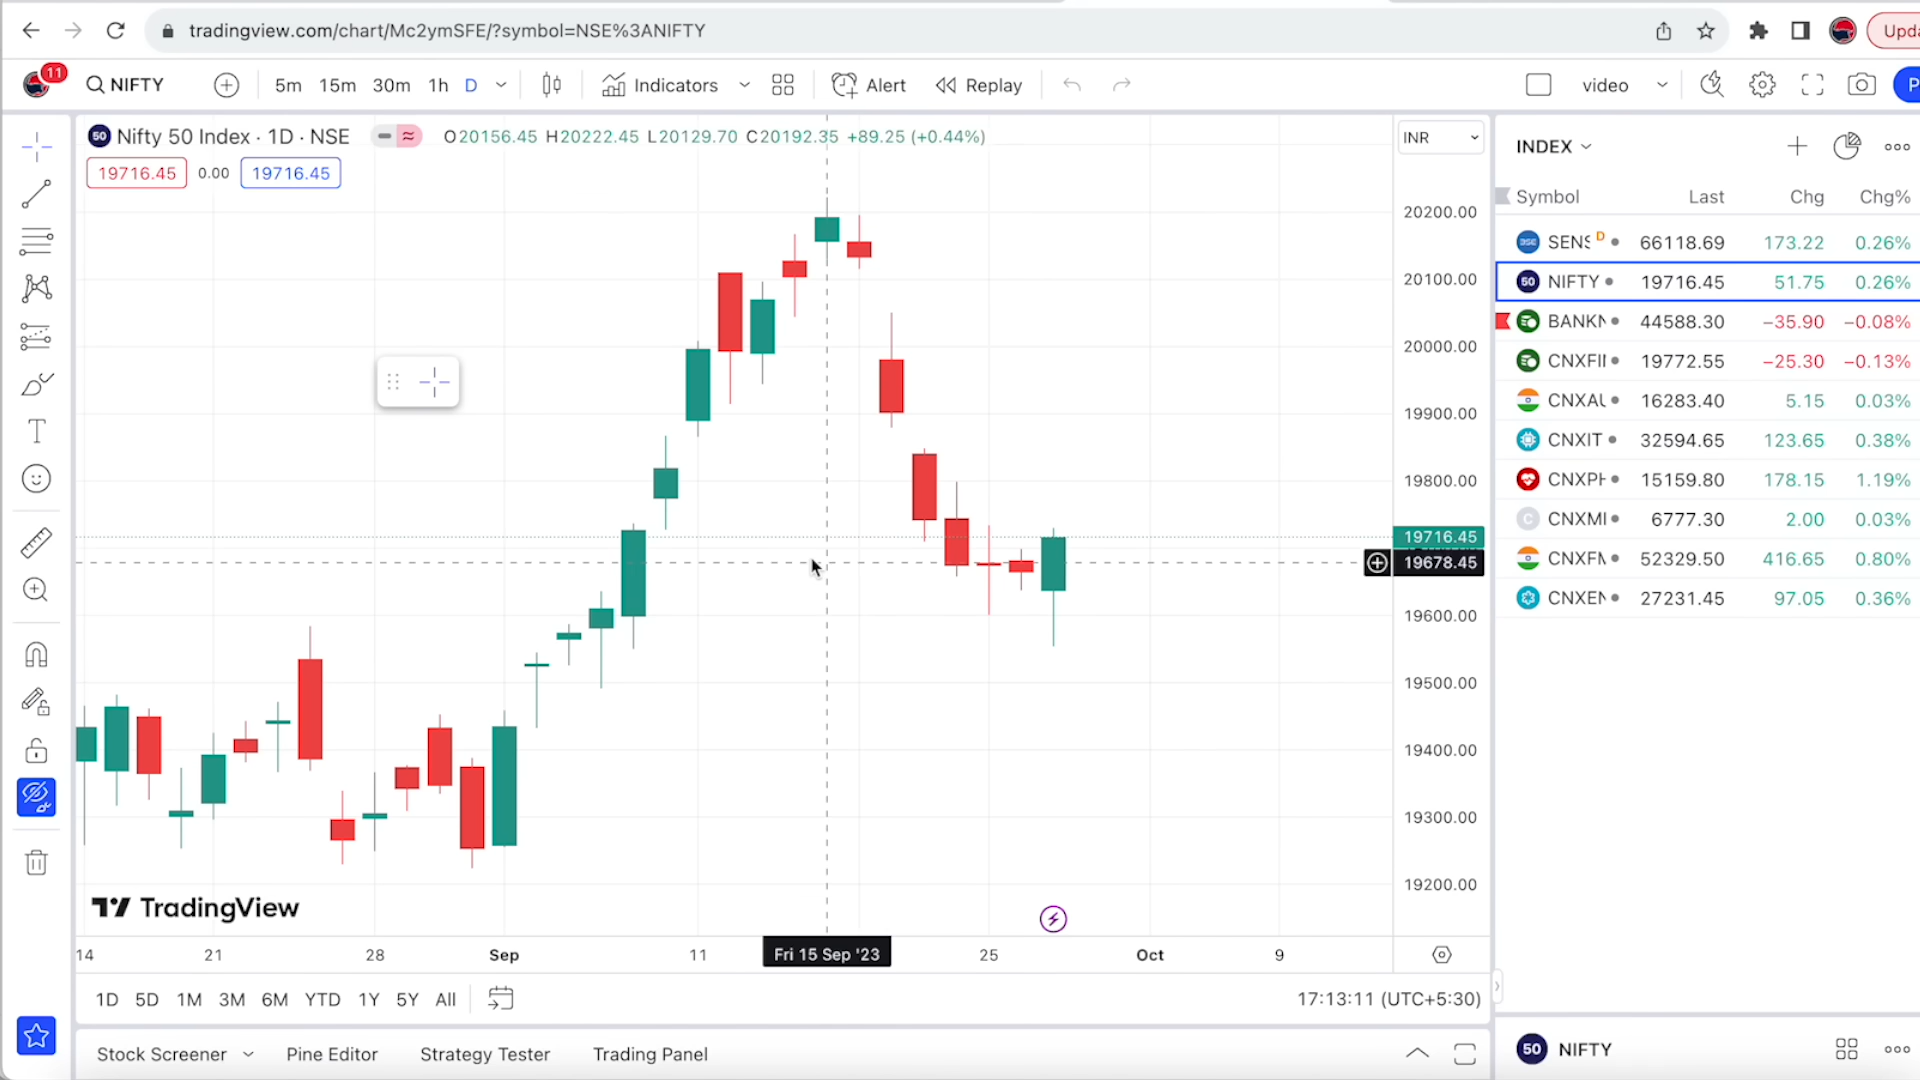 tradingview.com/chart/Mc2ymSFE/?symbol=NSE%3ANIFTY
Upda
11
NIFTY
5m 15m 30m 1h D
Indicators
Alert
Replay
video
P
50 Nifty 50 Index · 1D · NSE
O20156.45 H20222.45 L20129.70 C20192.35 +89.25 (+0.44%)
19716.45 0.00 19716.45
INR
20200.00
20100.00
20000.00
19900.00
19800.00
19716.45
19678.45
19600.00
19500.00
19400.00
19300.00
19200.00
TradingView
14 21 28 Sep 11 Fri 15 Sep '23 25 Oct 9
1D 5D 1M 3M 6M YTD 1Y 5Y All
17:13:11 (UTC+5:30)
Stock Screener Pine Editor Strategy Tester Trading Panel
INDEX
Symbol Last Chg Chg%
BSE SENS D 66118.69 173.22 0.26%
50 NIFTY 19716.45 51.75 0.26%
BANKN 44588.30 −35.90 −0.08%
CNXFI 19772.55 −25.30 −0.13%
CNXAU 16283.40 5.15 0.03%
CNXIT 32594.65 123.65 0.38%
CNXPH 15159.80 178.15 1.19%
C CNXMI 6777.30 2.00 0.03%
CNXFM 52329.50 416.65 0.80%
CNXEN 27231.45 97.05 0.36%
50 NIFTY